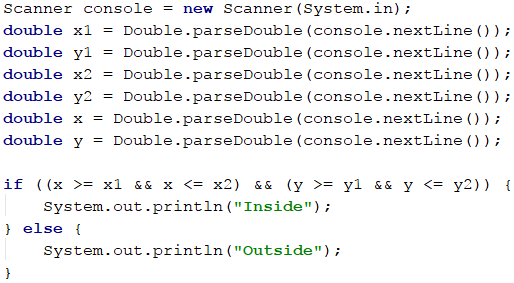 Scanner console = new Scanner(System.in);
double x1 = Double.parseDouble(console.nextLine());
double y1 = Double.parseDouble(console.nextLine());
double x2 = Double.parseDouble(console.nextLine());
double y2 = Double.parseDouble(console.nextLine());
double x = Double.parseDouble(console.nextLine());
double y = Double.parseDouble(console.nextLine());

if ((x >= x1 && x <= x2) && (y >= y1 && y <= y2)) {
    System.out.println("Inside");
} else {
    System.out.println("Outside");
}